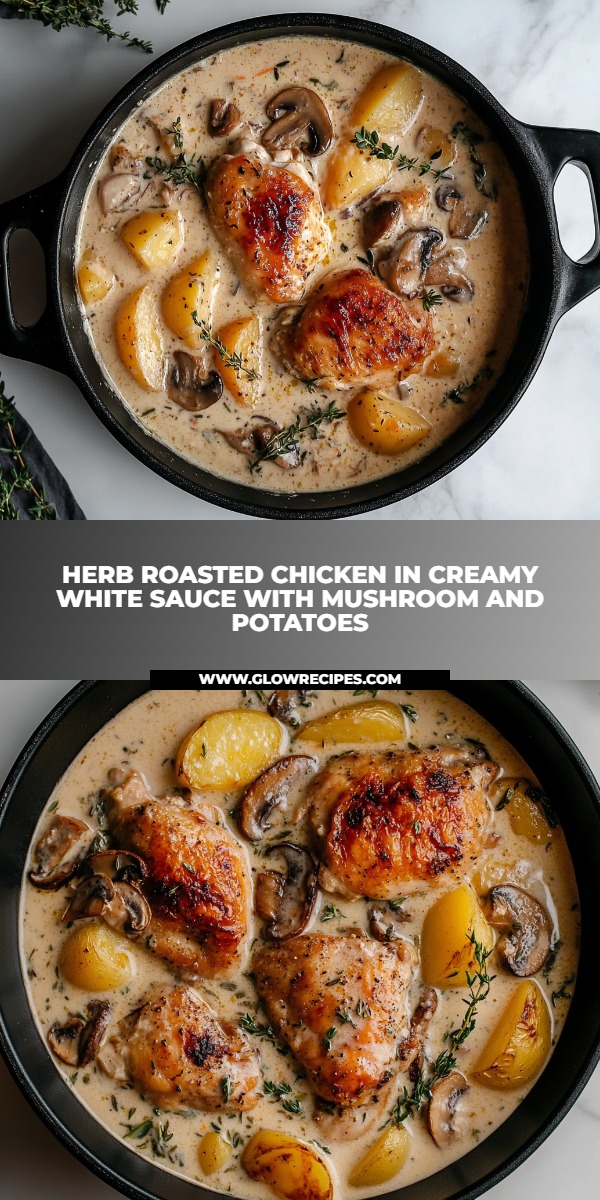 HERB ROASTED CHICKEN IN CREAMY
WHITE SAUCE WITH MUSHROOM AND
POTATOES
WWW.GLOWRECIPES.COM